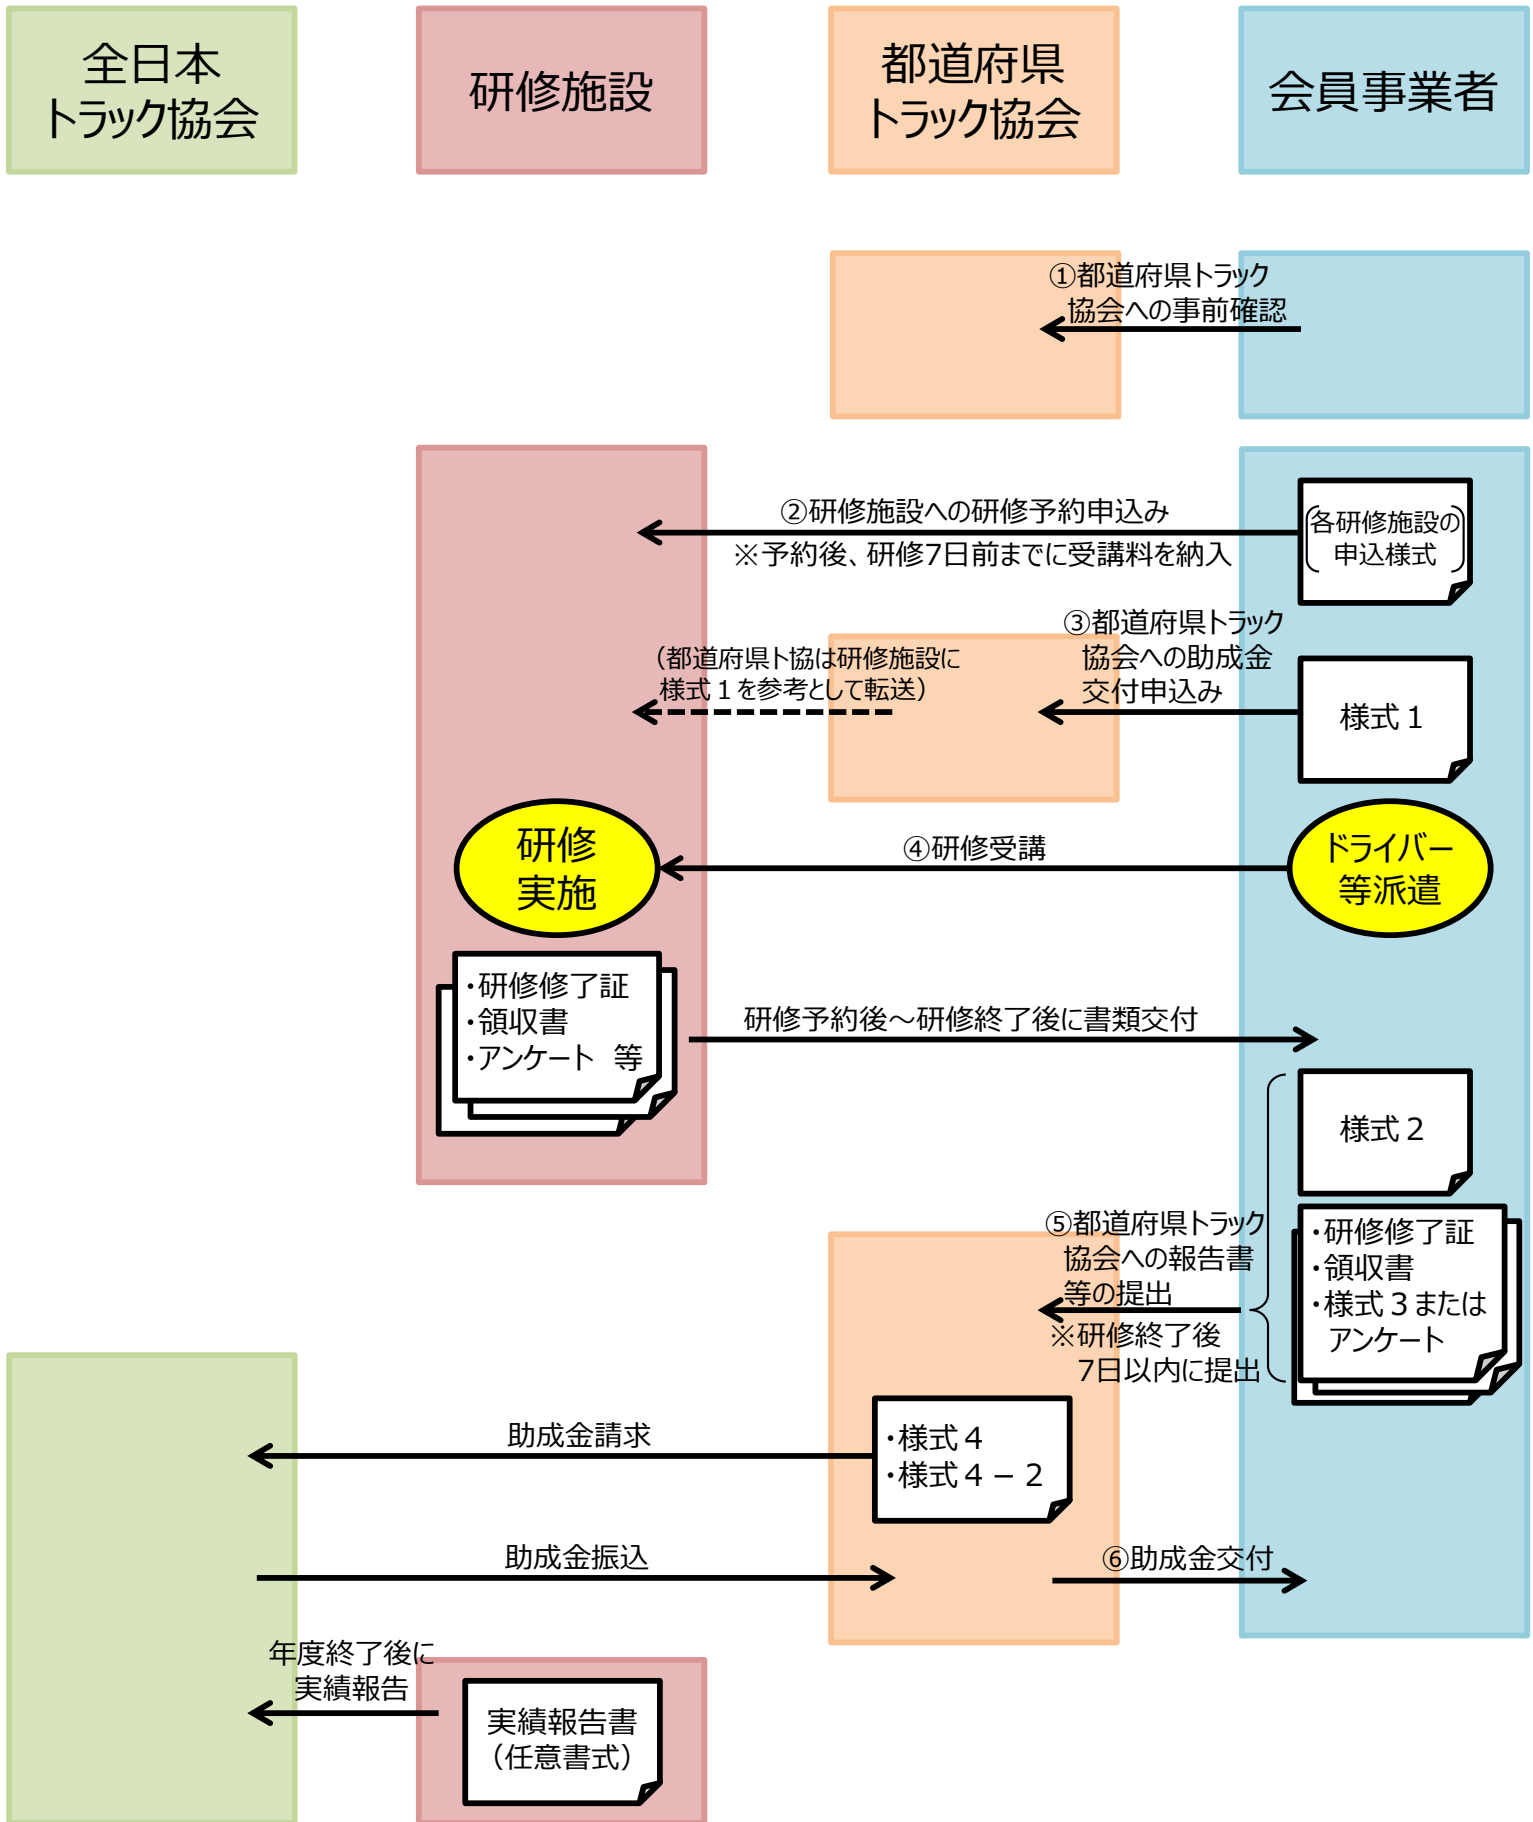 全日本
トラック協会
研修施設
都道府県
トラック協会
会員事業者
①都道府県トラック
協会への事前確認
②研修施設への研修予約申込み
※予約後、研修7日前までに受講料を納入
各研修施設の
申込様式
③都道府県トラック
協会への助成金
交付申込み
(都道府県ト協は研修施設に
様式1を参考として転送)
様式1
研修
実施
④研修受講
ドライバー
等派遣
・研修修了証
・領収書
・アンケート 等
研修予約後～研修終了後に書類交付
様式2
⑤都道府県トラック
協会への報告書
等の提出
※研修終了後
7日以内に提出
・研修修了証
・領収書
・様式3または
アンケート
助成金請求
・様式4
・様式4－2
助成金振込
⑥助成金交付
年度終了後に
実績報告
実績報告書
(任意書式)